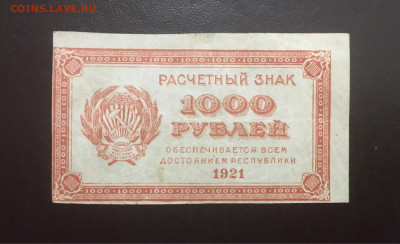 COINS.LAVE.RU
РАСЧЕТНЫЙ ЗНАК
1000
РУБЛЕЙ
ОБЕСПЕЧИВАЕТСЯ ВСЕМ
ДОСТОЯНИЕМ РЕСПУБЛИКИ
1921